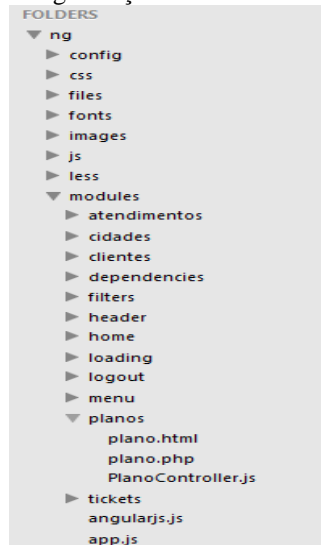 FOLDERS
ng
config
css
files
fonts
images
js
less
modules
atendimentos
cidades
clientes
dependencies
filters
header
home
loading
logout
menu
planos
plano.html
plano.php
PlanoController.js
tickets
angularjs.js
app.js